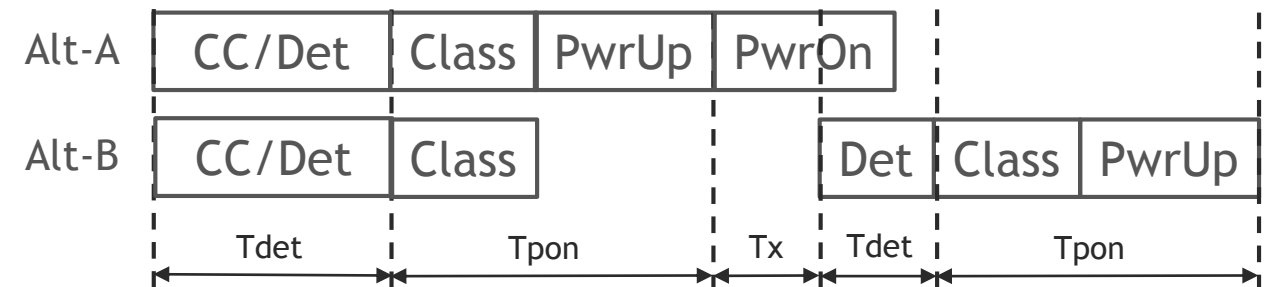 Alt-A CC/Det Class PwrUp PwrOn
Alt-B CC/Det Class Det Class PwrUp
Tdet Tpon Tx Tdet Tpon